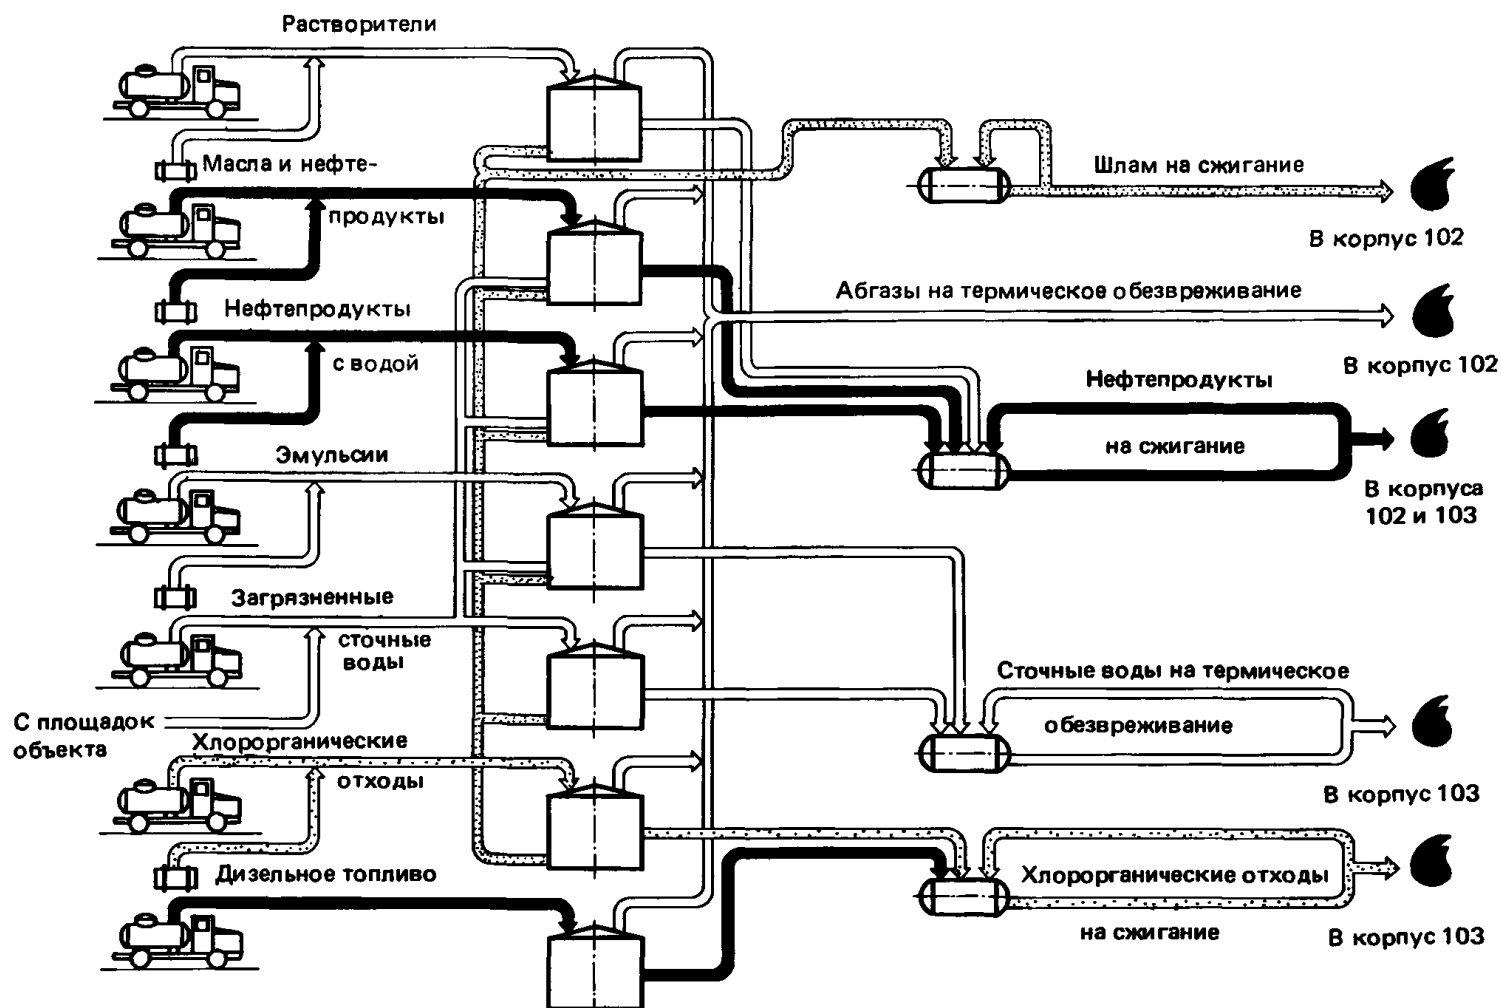 Растворители
Масла и нефте-
продукты
Нефтепродукты
с водой
Эмульсии
Загрязненные
сточные
воды
С площадок
объекта
Хлорорганические
отходы
Дизельное топливо
Шлам на сжигание
В корпус 102
Абгазы на термическое обезвреживание
В корпус 102
Нефтепродукты
на сжигание
В корпуса
102 и 103
Сточные воды на термическое
обезвреживание
В корпус 103
Хлорорганические отходы
на сжигание
В корпус 103